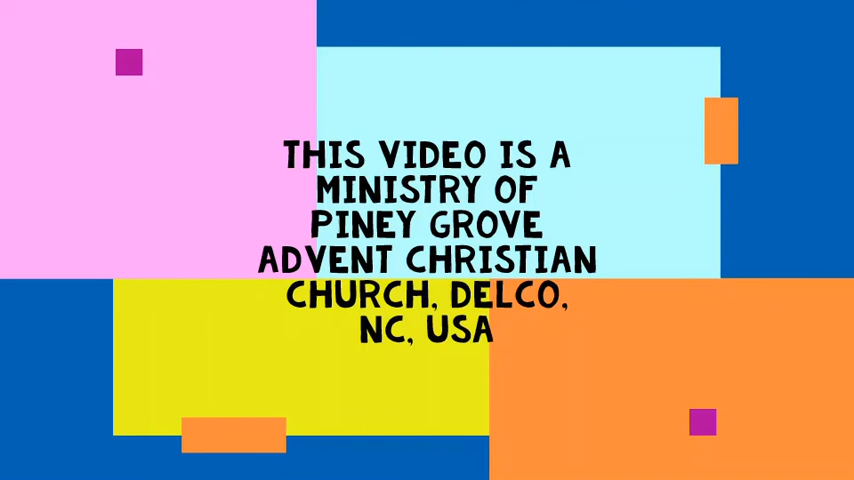 THIS VIDEO IS A
MINISTRY OF
PINEY GROVE
ADVENT CHRISTIAN
CHURCH, DELCO,
NC, USA